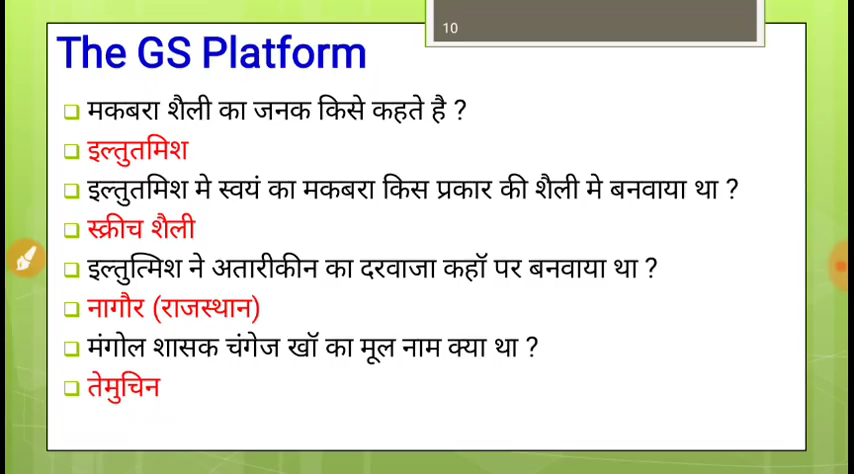 10
The GS Platform
मकबरा शैली का जनक किसे कहते है ?
इल्तुतमिश
इल्तुतमिश मे स्वयं का मकबरा किस प्रकार की शैली मे बनवाया था ?
स्क्रीच शैली
इल्तुत्मिश ने अतारीकीन का दरवाजा कहॉ पर बनवाया था ?
नागौर (राजस्थान)
मंगोल शासक चंगेज खॉ का मूल नाम क्या था ?
तेमुचिन